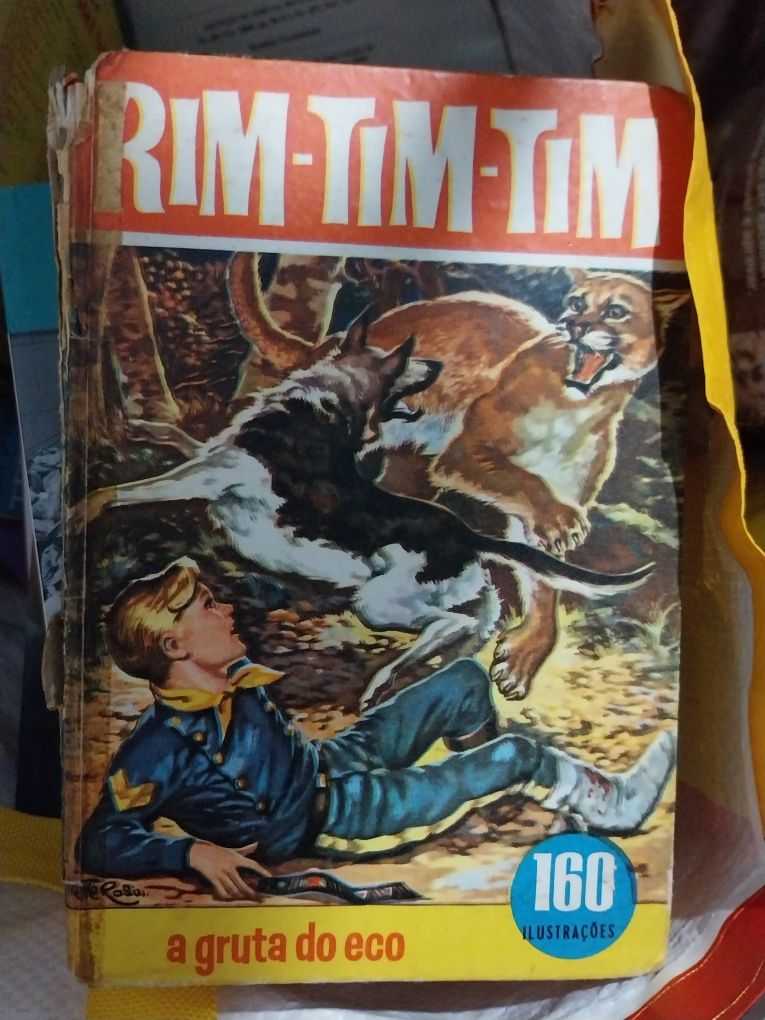 RIM-TIM-TIM
160
ILUSTRAÇÕES
a gruta do eco